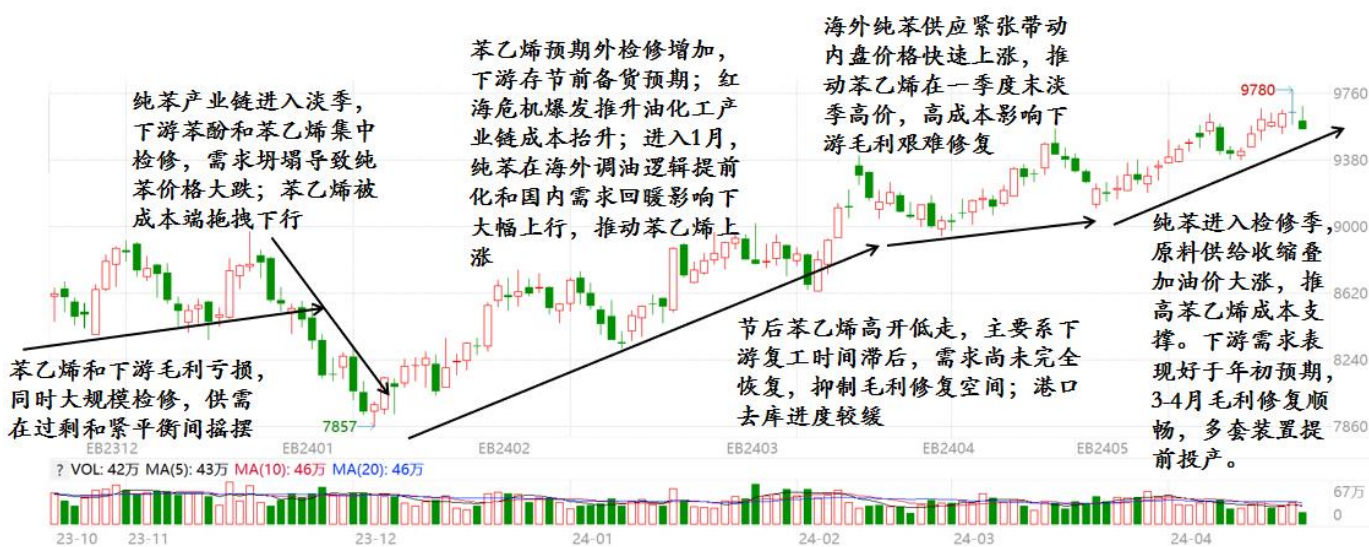 海外纯苯供应紧张带动
内盘价格快速上涨，推
动苯乙烯在一季度末淡
季高价，高成本影响下
游毛利艰难修复
苯乙烯预期外检修增加，
下游存节前备货预期；红
海危机爆发推升油化工产
业链成本抬升；进入1月，
纯苯在海外调油逻辑提前
化和国内需求回暖影响下
大幅上行，推动苯乙烯上
涨
纯苯产业链进入淡季，
下游苯酚和苯乙烯集中
检修，需求坍塌导致纯
苯价格大跌；苯乙烯被
成本端拖拽下行
9780
9760
9380
9000
8620
8240
7860
纯苯进入检修季，
原料供给收缩叠
加油价大涨，推
高苯乙烯成本支
撑。下游需求表
现好于年初预期，
3-4月毛利修复顺
畅，多套装置提
前投产。
节后苯乙烯高开低走，主要系下
游复工时间滞后，需求尚未完全
恢复，抑制毛利修复空间；港口
去库进度较缓
苯乙烯和下游毛利亏损，
同时大规模检修，供需
在过剩和紧平衡间摇摆
7857
EB2312 EB2401 EB2402 EB2403 EB2404 EB2405
? VOL: 42万 MA(5): 43万 MA(10): 46万 MA(20): 46万
67万
0
23-10 23-11 23-12 24-01 24-02 24-03 24-04